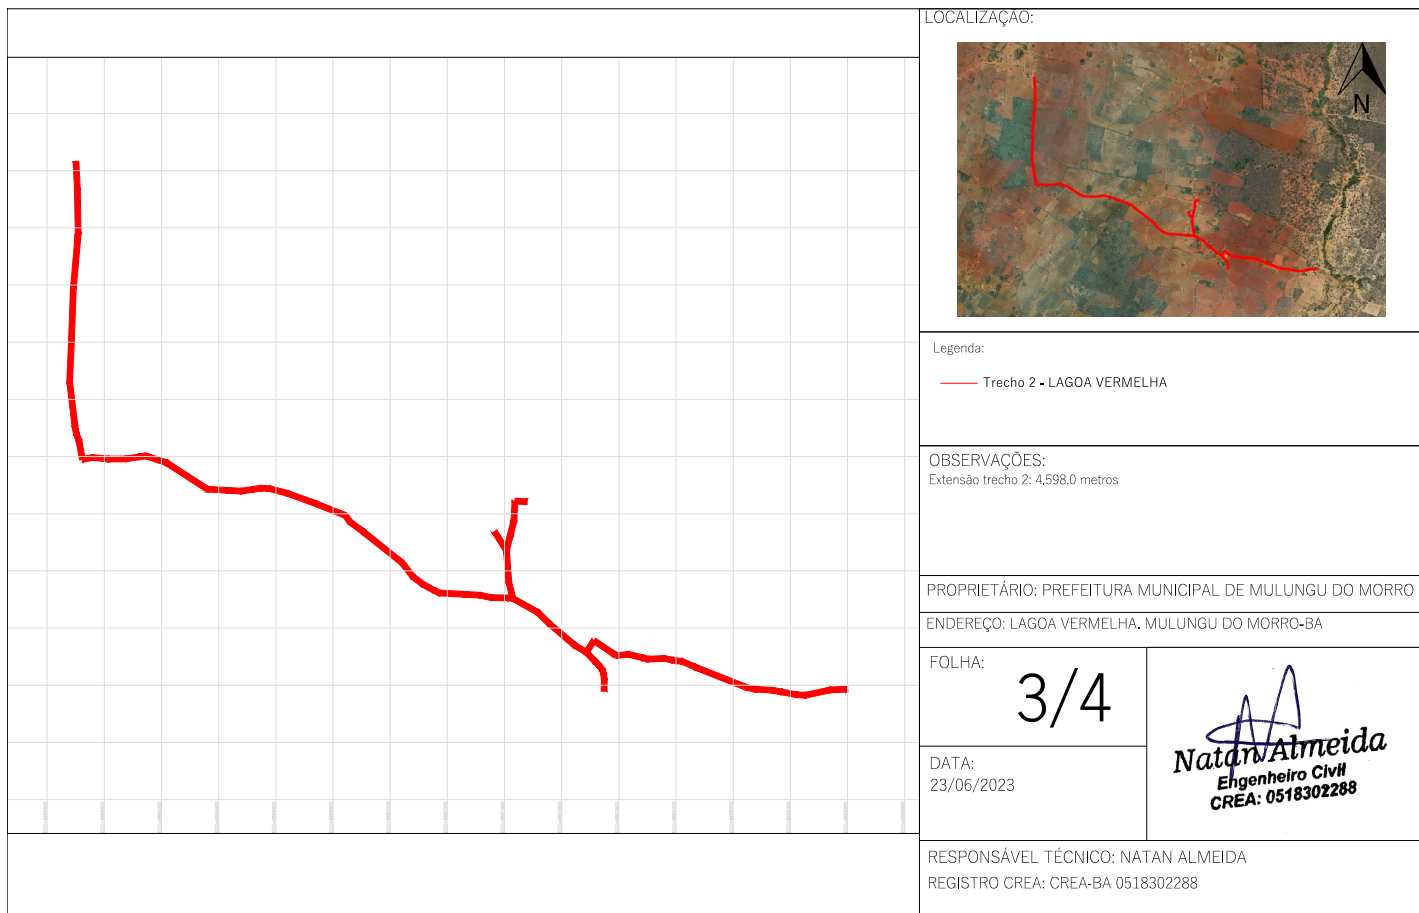 LOCALIZAÇÃO:
N
Legenda:
Trecho 2 - LAGOA VERMELHA
OBSERVAÇÕES:
Extensão trecho 2: 4.598,0 metros
PROPRIETÁRIO: PREFEITURA MUNICIPAL DE MULUNGU DO MORRO
ENDEREÇO: LAGOA VERMELHA. MULUNGU DO MORRO-BA
FOLHA:
3/4
DATA:
23/06/2023
Natan Almeida
Engenheiro Civil
CREA: 0518302288
RESPONSÁVEL TÉCNICO: NATAN ALMEIDA
REGISTRO CREA: CREA-BA 0518302288